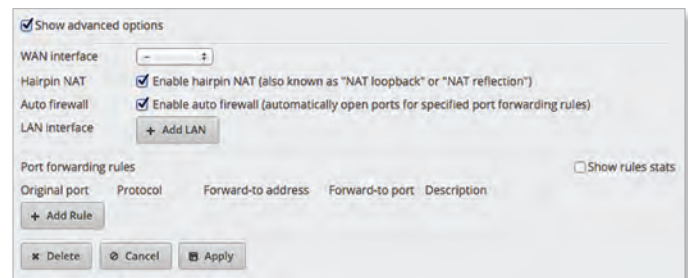 Show advanced options
WAN interface
–
Hairpin NAT
Enable hairpin NAT (also known as "NAT loopback" or "NAT reflection")
Auto firewall
Enable auto firewall (automatically open ports for specified port forwarding rules)
LAN interface
+ Add LAN
Port forwarding rules
Show rules stats
Original port Protocol Forward-to address Forward-to port Description
+ Add Rule
Delete Cancel Apply